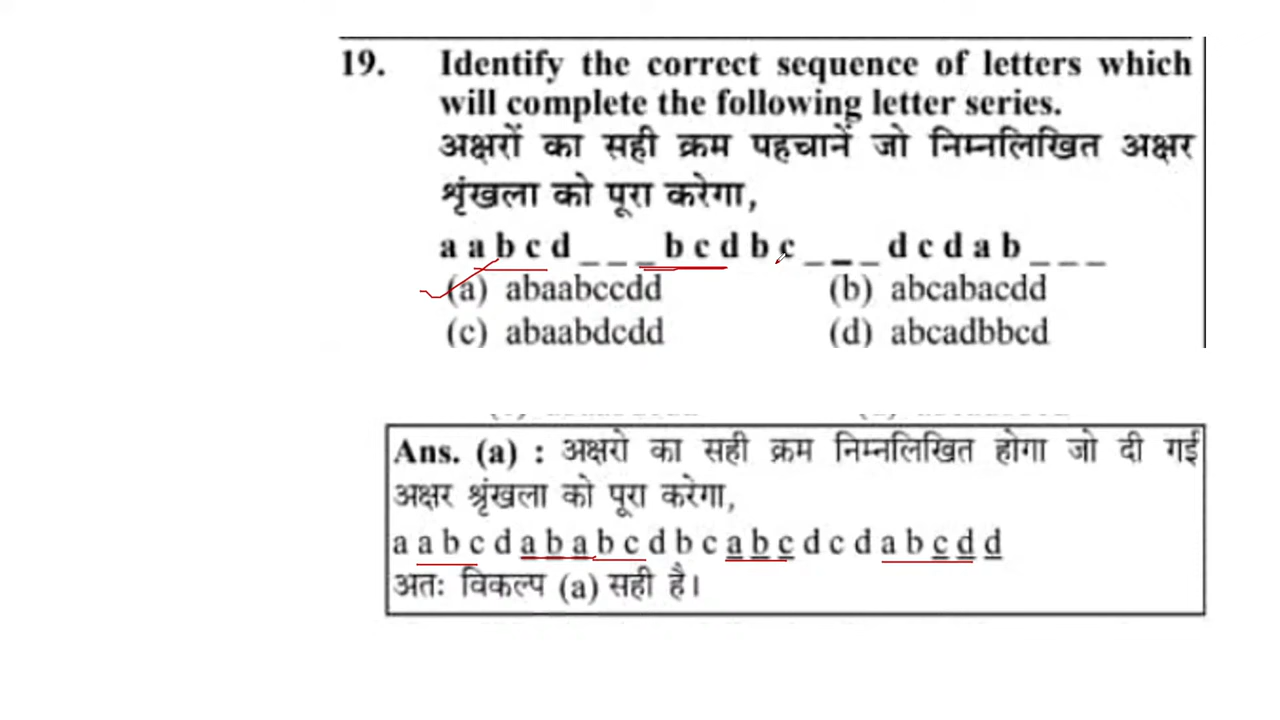 19. Identify the correct sequence of letters which
will complete the following letter series.
अक्षरों का सही क्रम पहचानें जो निम्नलिखित अक्षर
श्रृंखला को पूरा करेगा,
a a b c d _ _ _ b c d b c _ _ _ d c d a b _ _ _
(a) abaabccdd (b) abcabacdd
(c) abaabdcdd (d) abcadbbcd
Ans. (a) : अक्षरो का सही क्रम निम्नलिखित होगा जो दी गई
अक्षर श्रृंखला को पूरा करेगा,
a a b c d a b a b c d b c a b c d c d a b c d d
अतः विकल्प (a) सही है।